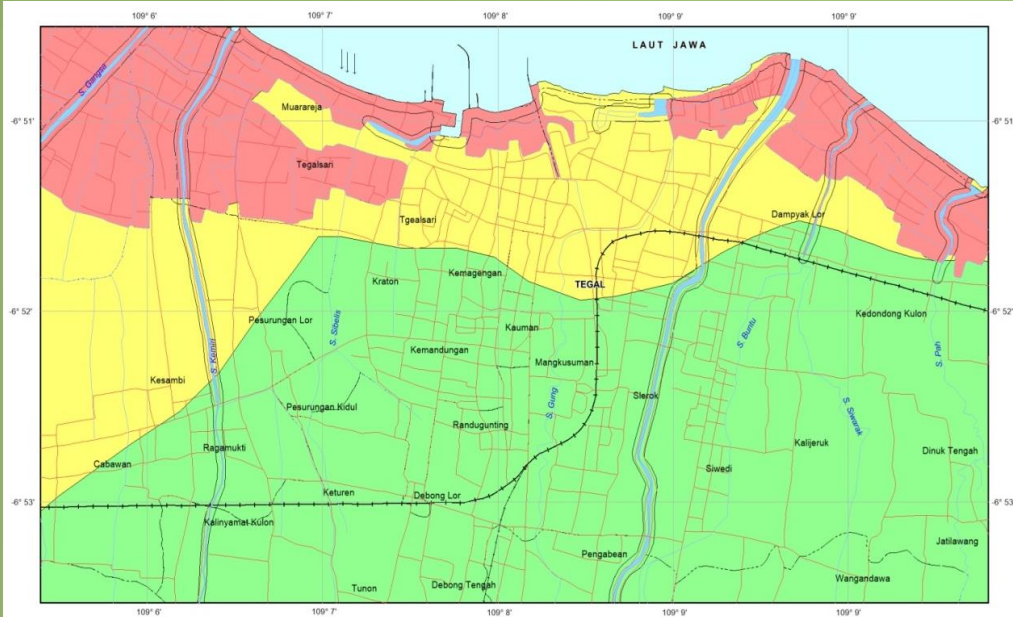 109° 6'
109° 7'
109° 8'
109° 9'
109° 9'
LAUT JAWA
S. Gangsa
Muarareja
-6° 51'
-6° 51'
Tegalsari
Tgealsari
Dampyak Lor
Kemagengan
Kraton
TEGAL
-6° 52'
-6° 52'
Pesurungan Lor
S. Sibelis
Kauman
S. Buntu
Kedondong Kulon
S. Kemiri
Kemandungan
Mangkusuman
S. Pah
Kesambi
Slerok
Pesurungan Kidul
S. Gung
S. Siwarak
Randugunting
Ragamukti
Kalijeruk
Dinuk Tengah
Cabawan
Siwedi
Keturen
Debong Lor
-6° 53'
-6° 53'
Kalinyamat Kulon
Jatilawang
Pengabean
Tunon
Debong Tengah
Wangandawa
109° 6'
109° 7'
109° 8'
109° 9'
109° 9'